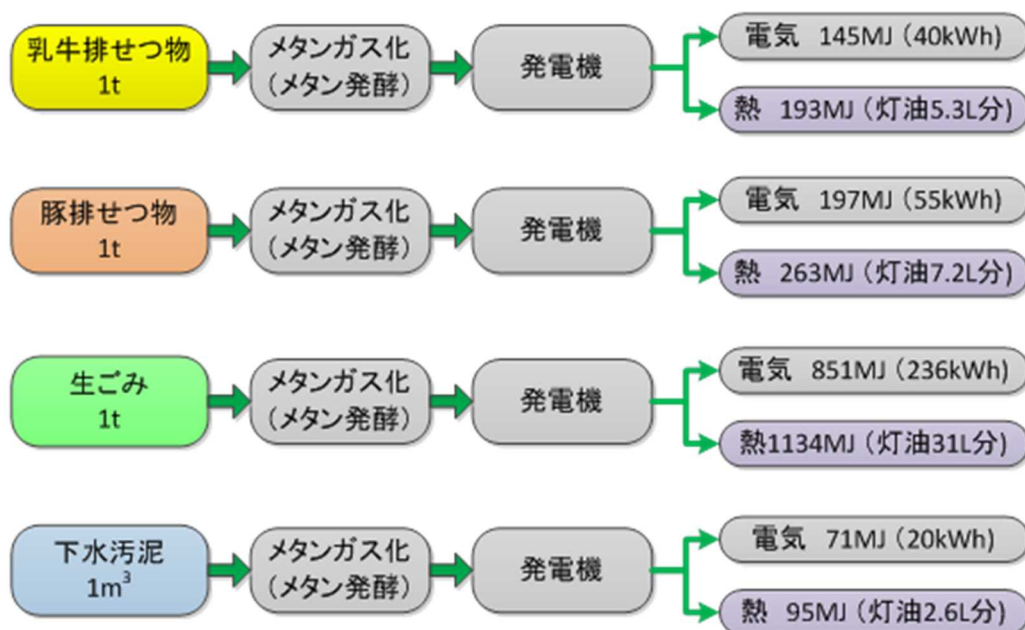 乳牛排せつ物
1t
メタンガス化
(メタン発酵)
発電機
電気 145MJ (40kWh)
熱 193MJ (灯油5.3L分)
豚排せつ物
1t
メタンガス化
(メタン発酵)
発電機
電気 197MJ (55kWh)
熱 263MJ (灯油7.2L分)
生ごみ
1t
メタンガス化
(メタン発酵)
発電機
電気 851MJ (236kWh)
熱1134MJ (灯油31L分)
下水汚泥
1m³
メタンガス化
(メタン発酵)
発電機
電気 71MJ (20kWh)
熱 95MJ (灯油2.6L分)